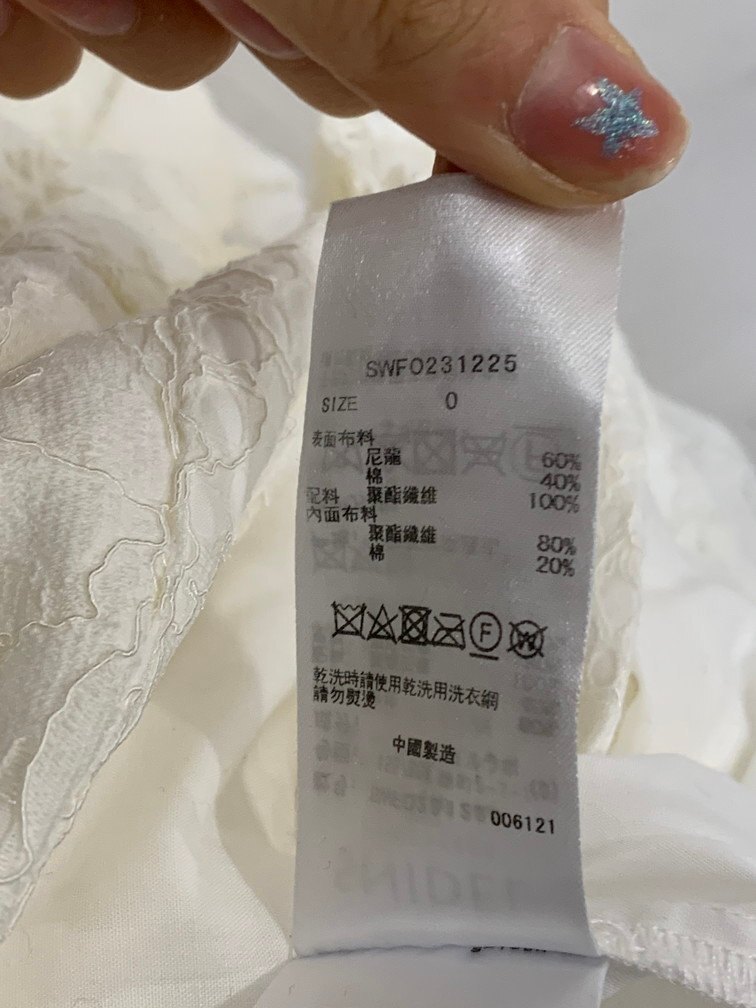 SWFO231225
SIZE 0
表面布料
尼龍 60%
棉 40%
配料 聚酯纖維 100%
內面布料
聚酯纖維 80%
棉 20%
F W
乾洗時請使用乾洗用洗衣網
請勿熨燙
中國製造
006121